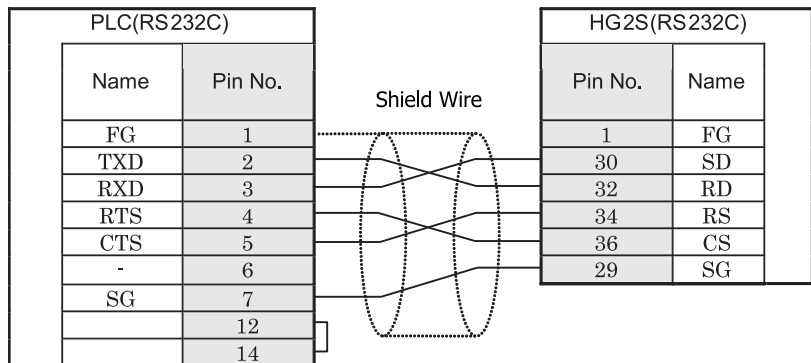 PLC(RS232C)
HG2S(RS232C)
Name Pin No.
Pin No. Name
Shield Wire
FG 1
1 FG
TXD 2
30 SD
RXD 3
32 RD
RTS 4
34 RS
CTS 5
36 CS
- 6
29 SG
SG 7
12
14